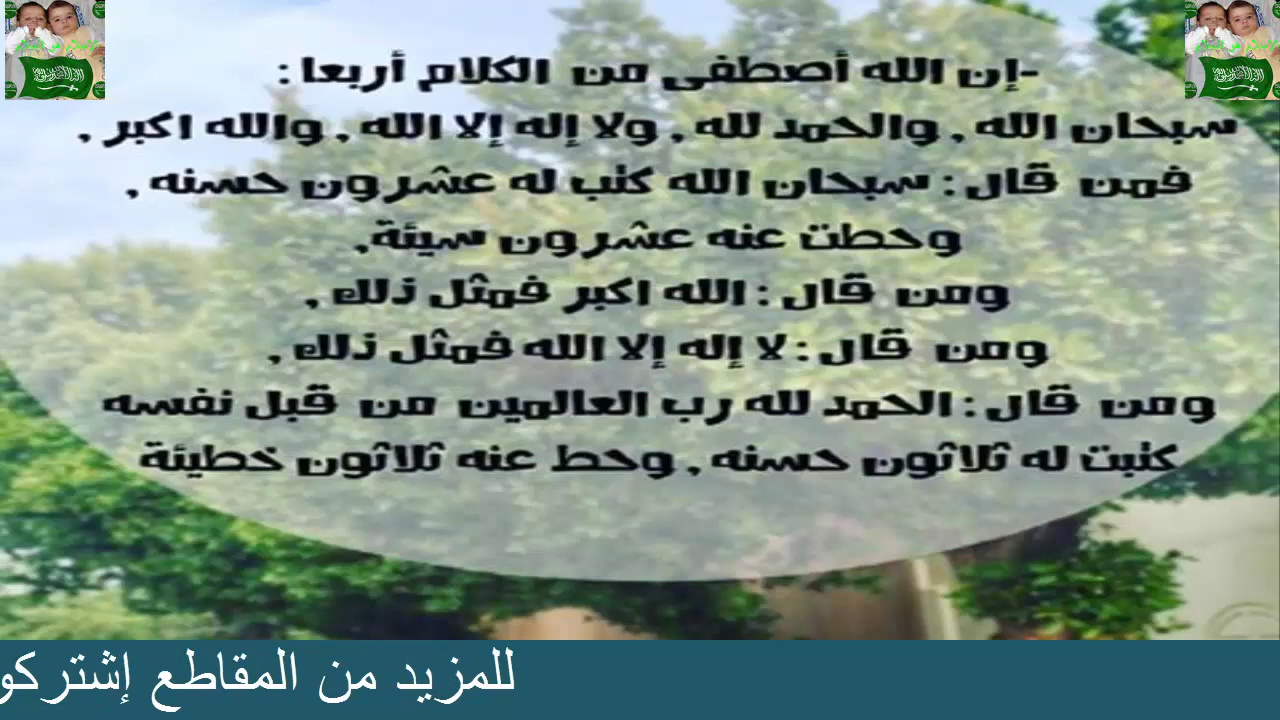 -إن الله أصطفى من الكلام أربعا :
سبحان الله , والحمد لله , ولا إله إلا الله , والله اكبر ,
فمن قال : سبحان الله كتب له عشرون حسنه ,
وحطت عنه عشرون سيئة,
ومن قال : الله اكبر فمثل ذلك ,
ومن قال : لا إله إلا الله فمثل ذلك ,
ومن قال : الحمد لله رب العالمين من قبل نفسه
كتبت له ثلاثون حسنه , وحط عنه ثلاثون خطيئة
للمزيد من المقاطع إشتركو